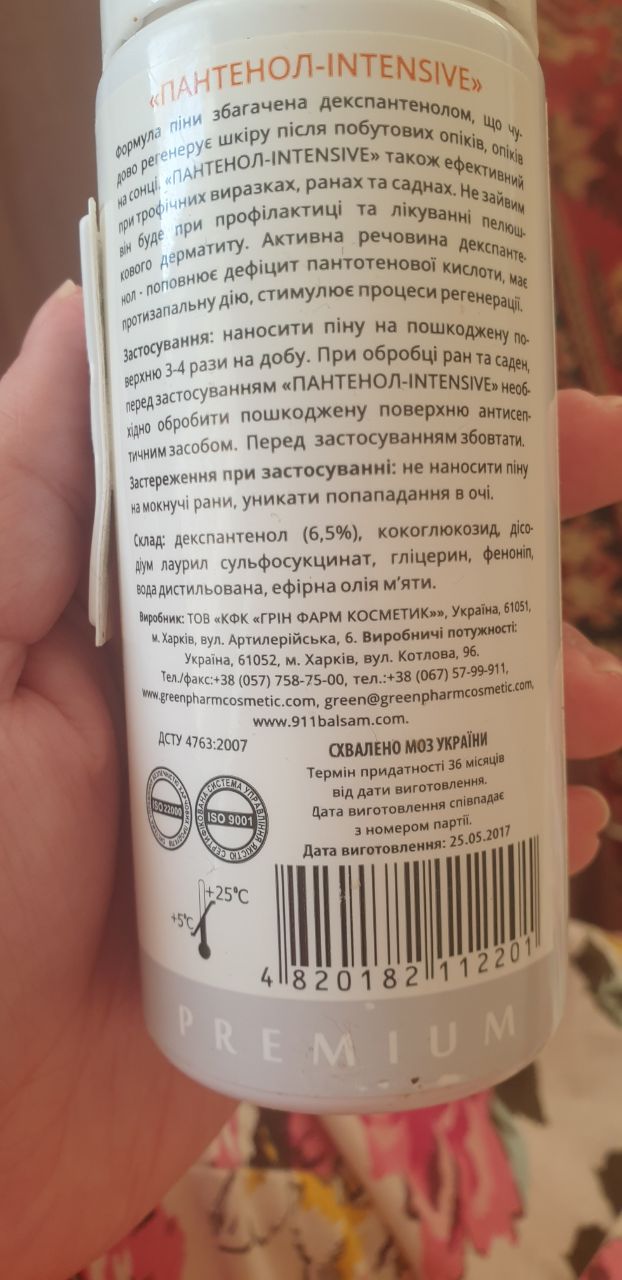 «ПАНТЕНОЛ-INTENSIVE»
формула піни збагачена декспантенолом, що чу-
дово регенерує шкіру після побутових опіків, опіків
на сонці. «ПАНТЕНОЛ-INTENSIVE» також ефективний
при трофічних виразках, ранах та саднах. Не зайвим
він буде при профілактиці та лікуванні пелюш-
кового дерматиту. Активна речовина декспанте-
нол - поповнює дефіцит пантотенової кислоти, має
протизапальну дію, стимулює процеси регенерації.
Застосування: наносити піну на пошкоджену по-
верхню 3-4 рази на добу. При обробці ран та саден,
перед застосуванням «ПАНТЕНОЛ-INTENSIVE» необ-
хідно обробити пошкоджену поверхню антисеп-
тичним засобом. Перед застосуванням збовтати.
Застереження при застосуванні: не наносити піну
на мокнучі рани, уникати попападання в очі.
Склад: декспантенол (6,5%), кокоглюкозид, дісо-
діум лаурил сульфосукцинат, гліцерин, феноніп,
вода дистильована, ефірна олія м'яти.
Виробник: ТОВ «КФК «ГРІН ФАРМ КОСМЕТИК»», Україна, 61051,
м. Харків, вул. Артилерійська, 6. Виробничі потужності:
Україна, 61052, м. Харків, вул. Котлова, 96.
Тел./факс:+38 (057) 758-75-00, тел.:+38 (067) 57-99-911,
www.greenpharmcosmetic.com, green@greenpharmcosmetic.com,
www.911balsam.com.
ДСТУ 4763:2007
СХВАЛЕНО МОЗ УКРАЇНИ
Термін придатності 36 місяців
від дати виготовлення.
Дата виготовлення співпадає
з номером партії.
Дата виготовлення: 25.05.2017
ISO 22000
ISO 9001
СЕРТИФІКОВАНА СИСТЕМА УПРАВЛІННЯ ЯКІСТЮ
+25°C
+5°C
4 820182 112201
PREMIUM